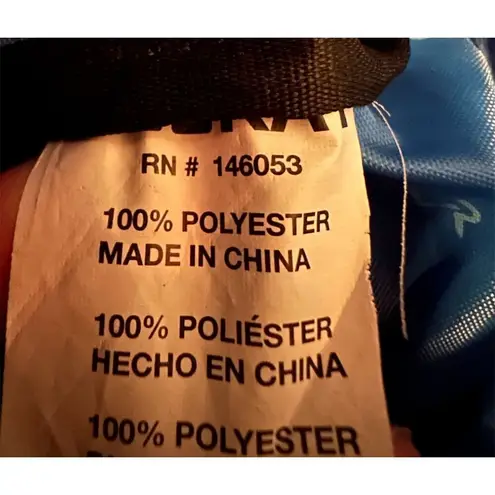 RN # 146053
100% POLYESTER
MADE IN CHINA
100% POLIÉSTER
HECHO EN CHINA
100% POLYESTER